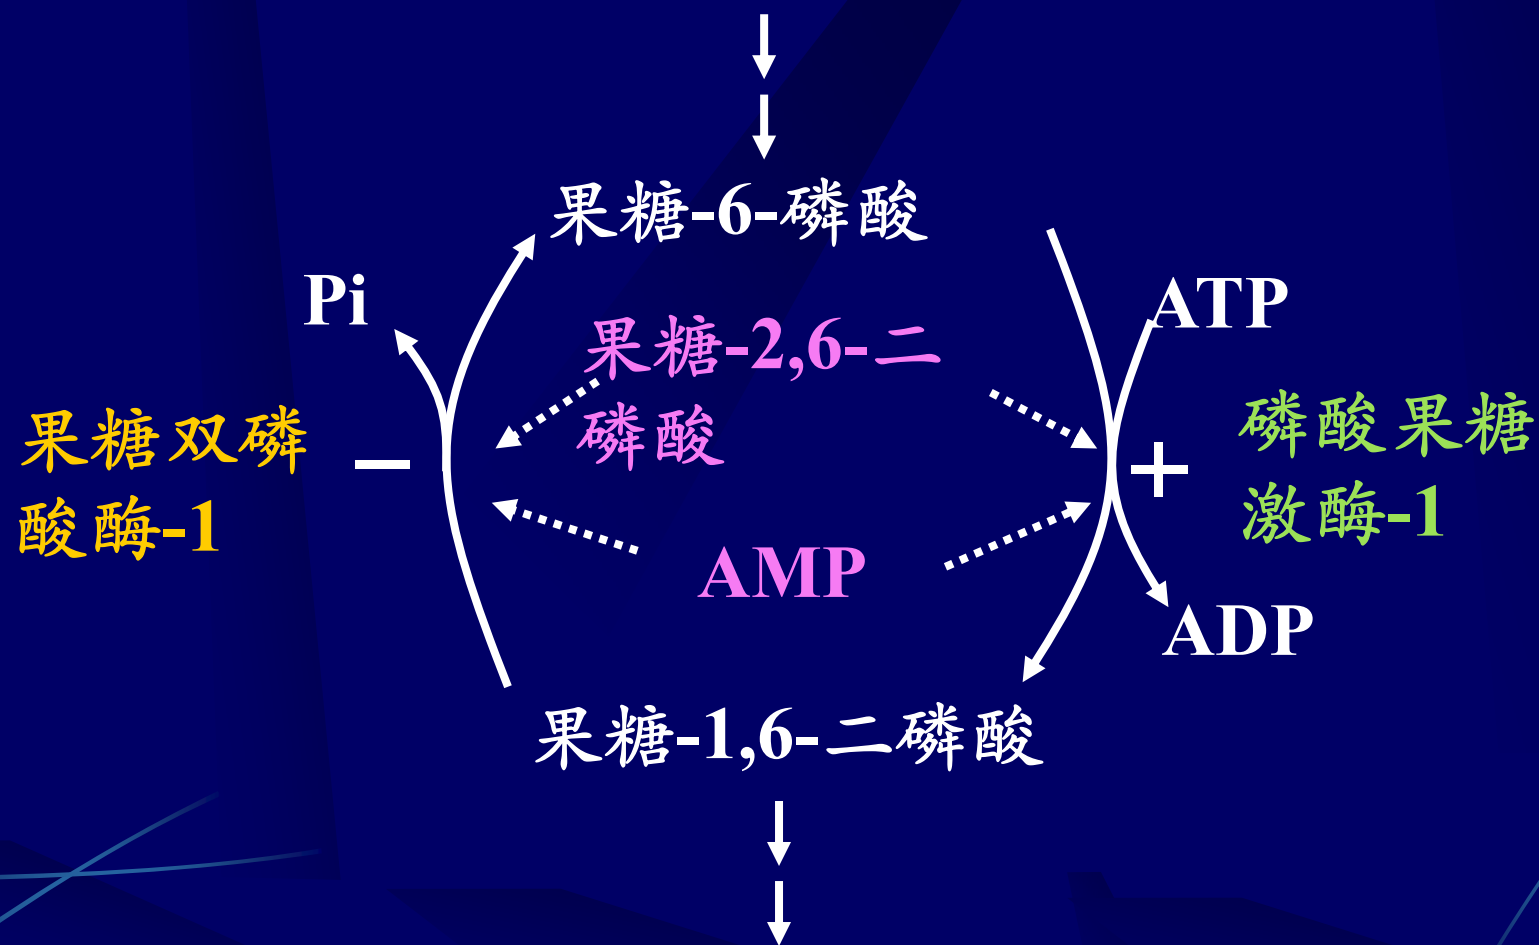 果糖-6-磷酸
Pi
ATP
果糖-2,6-二
磷酸
果糖双磷
酸酶-1
−
+
磷酸果糖
激酶-1
AMP
ADP
果糖-1,6-二磷酸